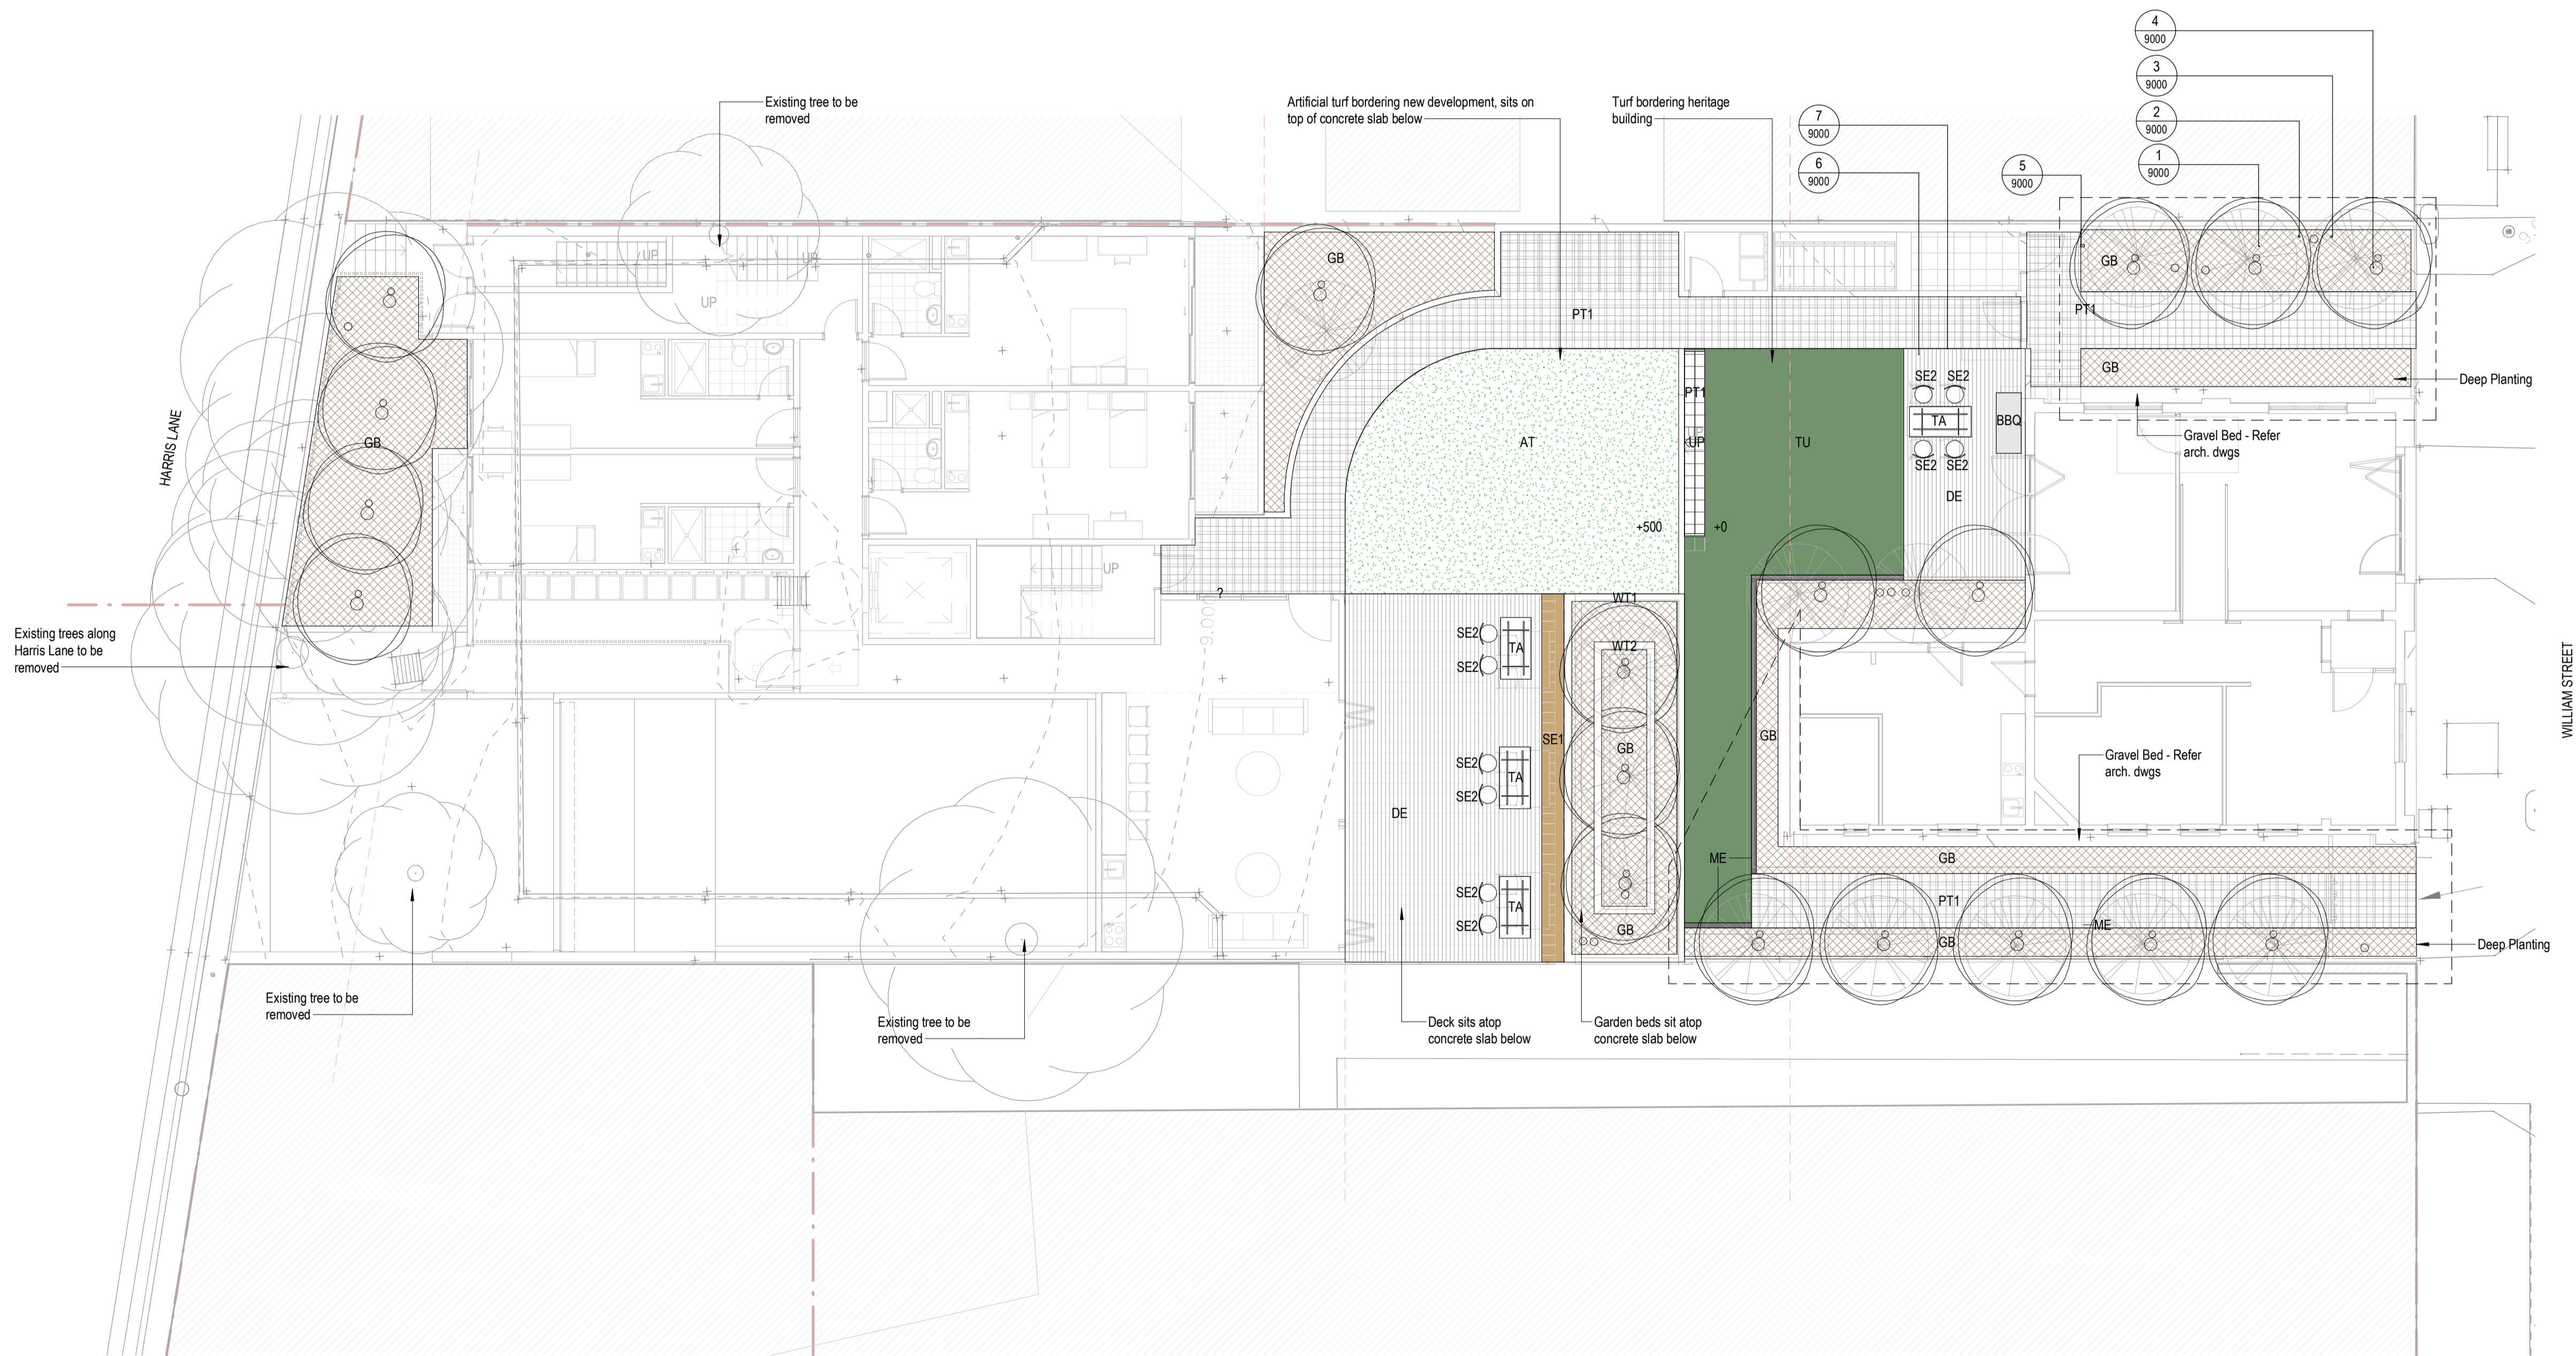 4
9000
3
9000
2
9000
1
9000
5
9000
7
9000
6
9000
Existing tree to be
removed
Artificial turf bordering new development, sits on
top of concrete slab below
Turf bordering heritage
building
UP
UP
UP
GB
GB
PT1
PT1
GB
Deep Planting
Gravel Bed - Refer
arch. dwgs
HARRIS LANE
GB
AT
PT1
UP
TU
SE2
SE2
TA
BBQ
SE2
SE2
DE
+500
+0
UP
?
WT1
WT2
SE2
SE2
TA
Existing trees along
Harris Lane to be
removed
WILLIAM STREET
SE1
GB
GB
SE2
SE2
TA
Gravel Bed - Refer
arch. dwgs
DE
ME
GB
SE2
SE2
TA
PT1
ME
GB
GB
Deep Planting
Existing tree to be
removed
Existing tree to be
removed
Deck sits atop
concrete slab below
Garden beds sit atop
concrete slab below